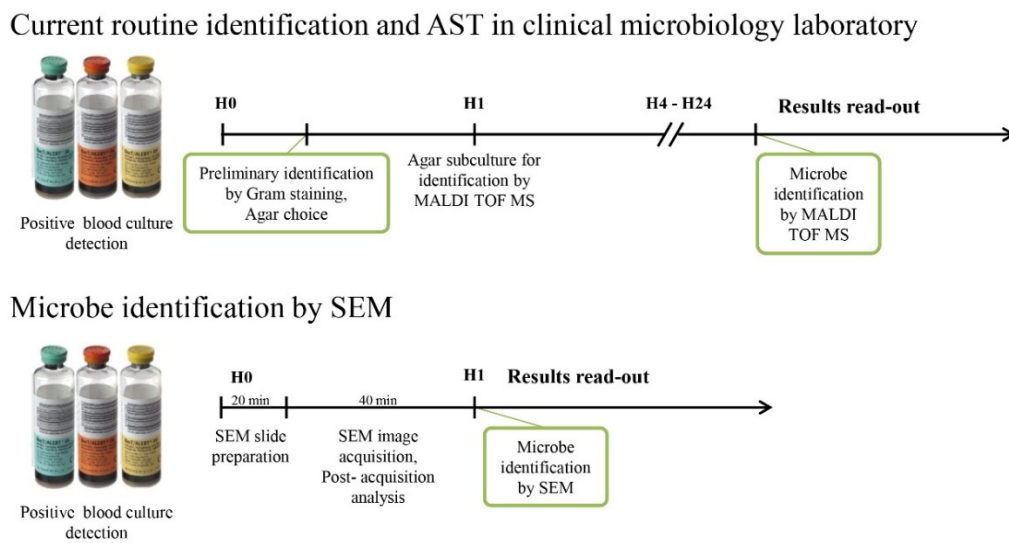 Current routine identification and AST in clinical microbiology laboratory
H0
H1
H4 - H24
Results read-out
Preliminary identification
by Gram staining,
Agar choice
Agar subculture for
identification by
MALDI TOF MS
Microbe
identification
by MALDI
TOF MS
Positive blood culture
detection
Microbe identification by SEM
H0
H1
Results read-out
20 min
40 min
SEM slide
preparation
SEM image
acquisition,
Post- acquisition
analysis
Microbe
identification
by SEM
Positive blood culture
detection